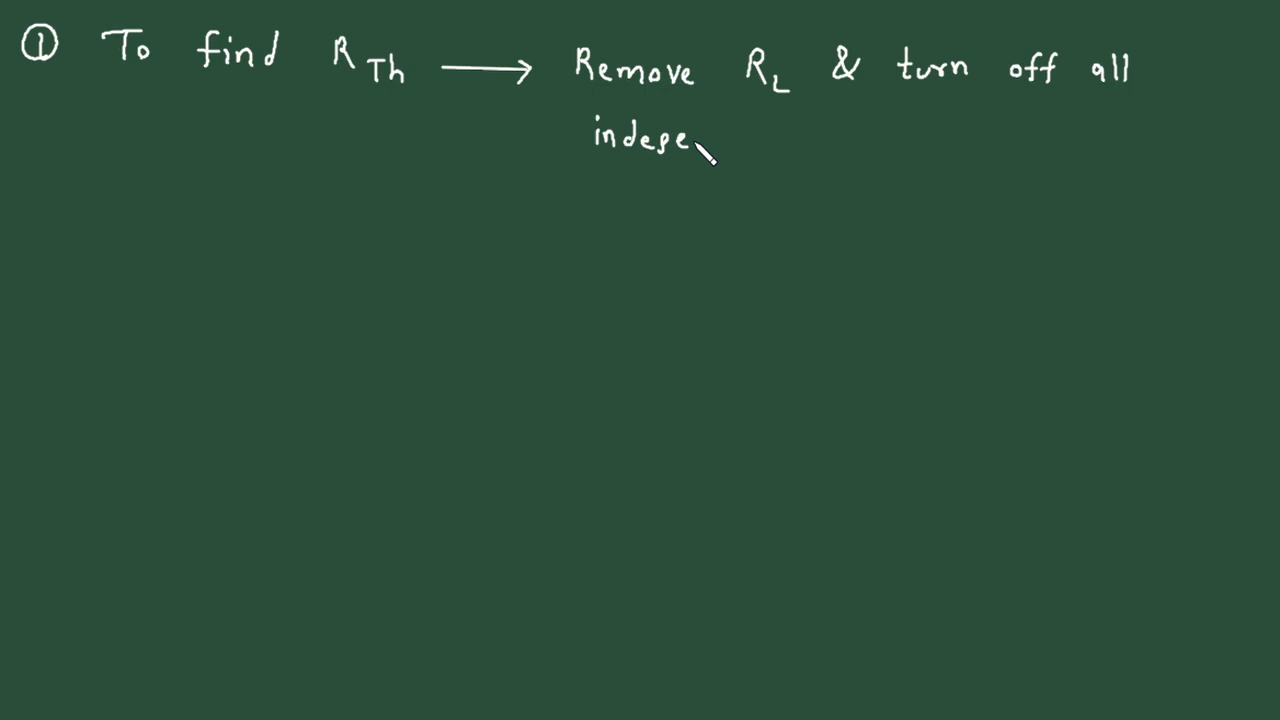 ① To find R_Th ⟶ Remove R_L & turn off all
indepe